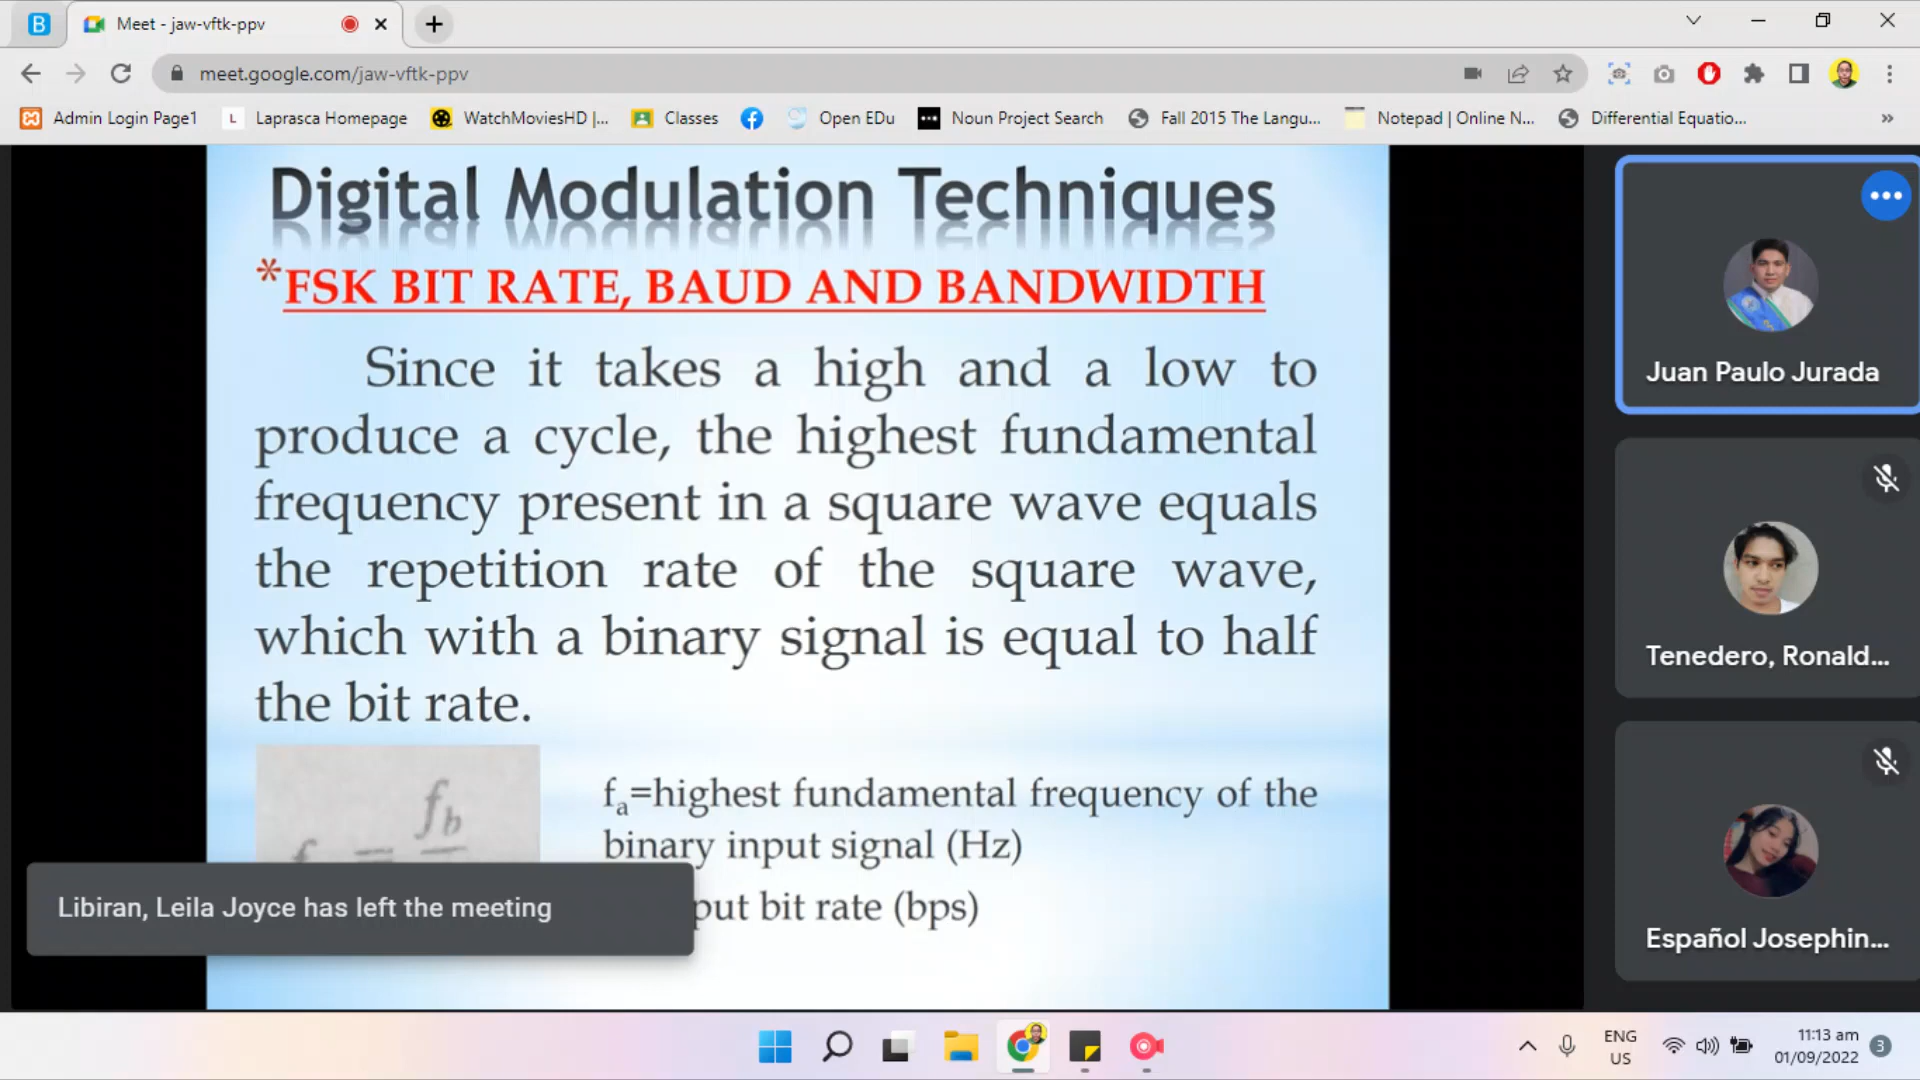 B
Meet - jaw-vftk-ppv
meet.google.com/jaw-vftk-ppv
Admin Login Page1
L
Laprasca Homepage
WatchMoviesHD |...
Classes
Open EDu
Noun Project Search
Fall 2015 The Langu...
Notepad | Online N...
Differential Equatio...
»
Digital Modulation Techniques
*FSK BIT RATE, BAUD AND BANDWIDTH
Since it takes a high and a low to
produce a cycle, the highest fundamental
frequency present in a square wave equals
the repetition rate of the square wave,
which with a binary signal is equal to half
the bit rate.
f_b
f =
f_a=highest fundamental frequency of the
binary input signal (Hz)
put bit rate (bps)
Libiran, Leila Joyce has left the meeting
Juan Paulo Jurada
Tenedero, Ronald...
Español Josephin...
ENG
US
11:13 am
01/09/2022
3